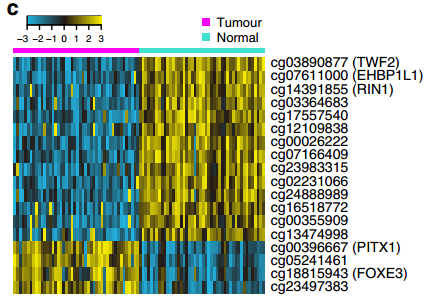 c
−3 −2 −1 0 1 2 3
Tumour
Normal
cg03890877 (TWF2)
cg07611000 (EHBP1L1)
cg14391855 (RIN1)
cg03364683
cg17557540
cg12109838
cg00026222
cg07166409
cg23983315
cg02231066
cg24888989
cg16518772
cg00355909
cg13474998
cg00396667 (PITX1)
cg05241461
cg18815943 (FOXE3)
cg23497383